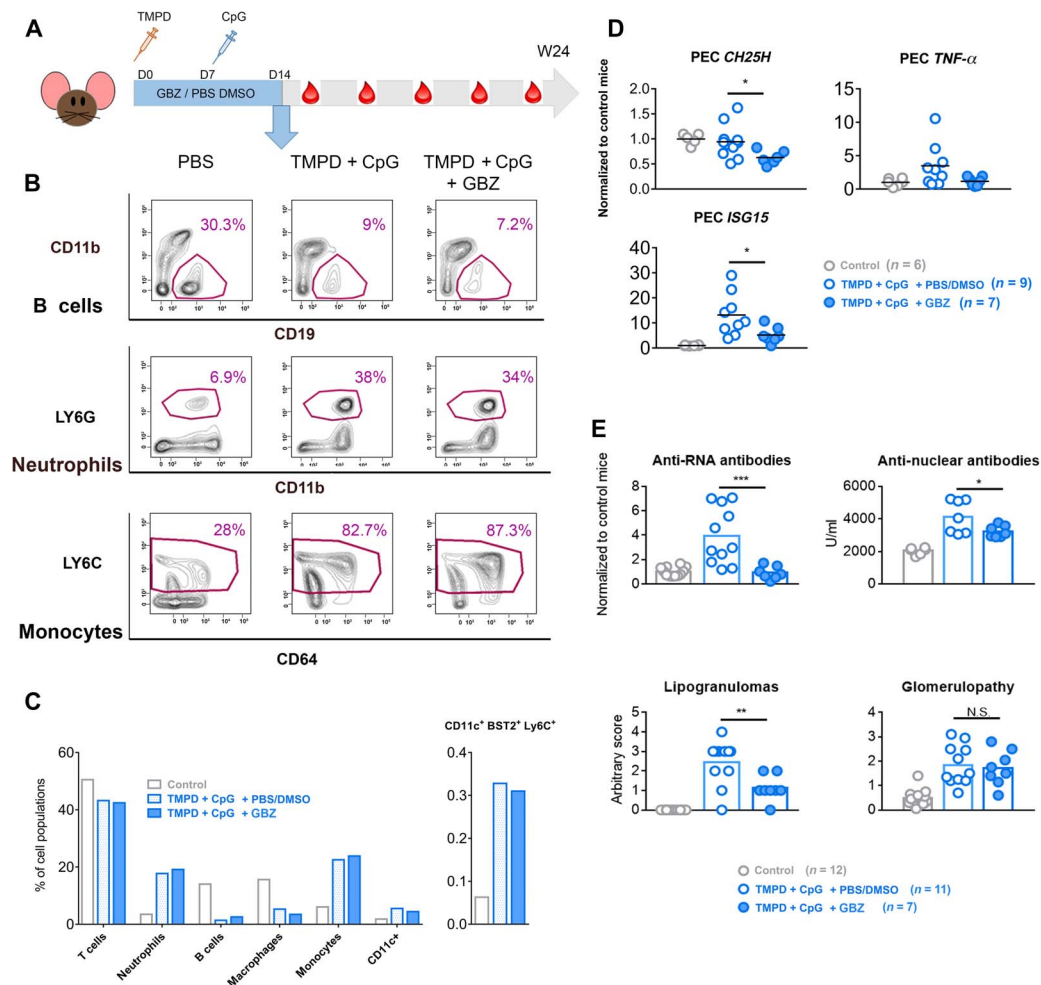 A
TMPD
CpG
W24
D0
D7
D14
GBZ / PBS DMSO
PBS
TMPD + CpG
TMPD + CpG
+ GBZ
B
CD11b
30.3%
9%
7.2%
B cells
CD19
LY6G
6.9%
38%
34%
Neutrophils
CD11b
LY6C
28%
82.7%
87.3%
Monocytes
CD64
C
% of cell populations
60
40
20
0
Control
TMPD + CpG + PBS/DMSO
TMPD + CpG + GBZ
T cells
Neutrophils
B cells
Macrophages
Monocytes
CD11c+
CD11c⁺ BST2⁺ Ly6C⁺
0.4
0.3
0.2
0.1
0.0
D
PEC CH25H
Normalized to control mice
2.0
1.5
1.0
0.5
0.0
*
PEC TNF-α
15
10
5
0
PEC ISG15
40
30
20
10
0
*
Control (n = 6)
TMPD + CpG + PBS/DMSO (n = 9)
TMPD + CpG + GBZ (n = 7)
E
Anti-RNA antibodies
Normalized to control mice
8
6
4
2
0
***
Anti-nuclear antibodies
U/ml
6000
4000
2000
0
*
Lipogranulomas
Arbitrary score
5
4
3
2
1
0
**
Glomerulopathy
4
3
2
1
0
N.S.
Control (n = 12)
TMPD + CpG + PBS/DMSO (n = 11)
TMPD + CpG + GBZ (n = 7)